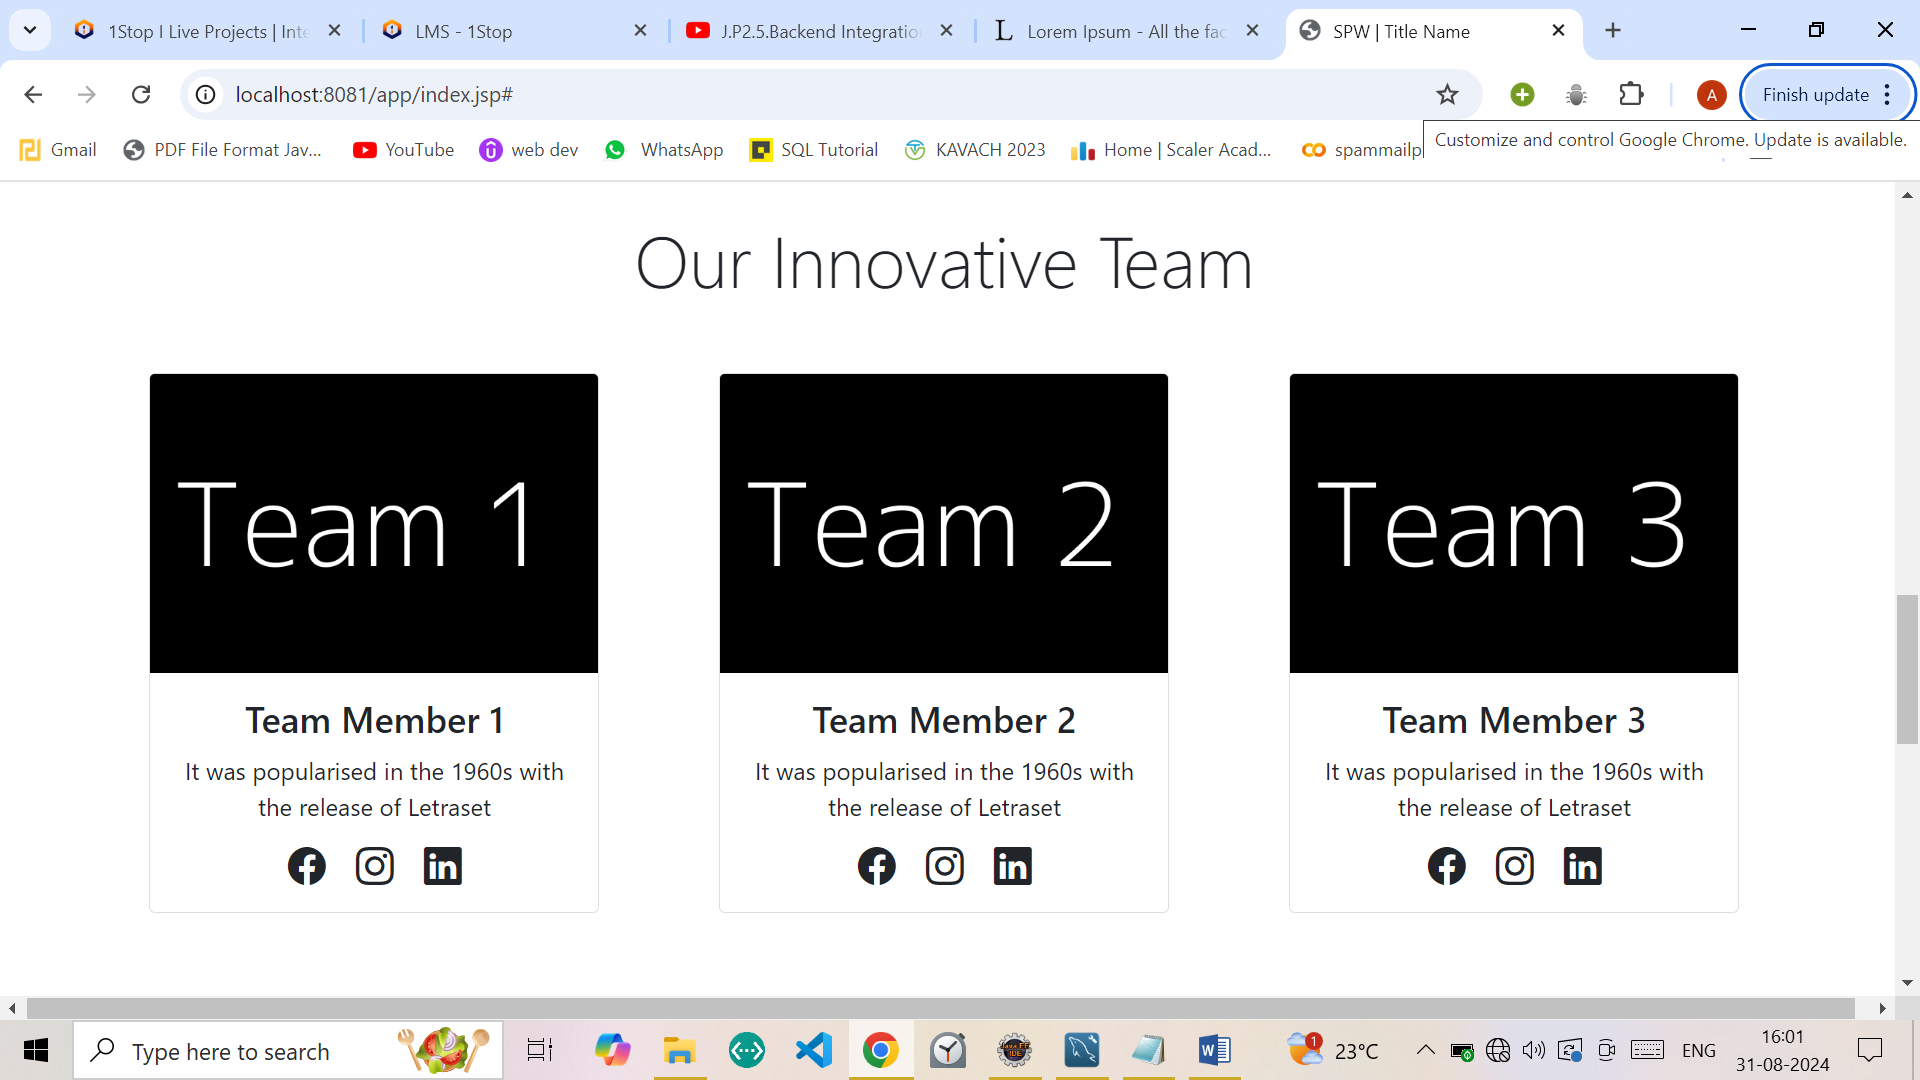 1Stop I Live Projects | Inte
LMS - 1Stop
J.P2.5.Backend Integratio
Lorem Ipsum - All the fac
SPW | Title Name
localhost:8081/app/index.jsp#
A
Finish update
Customize and control Google Chrome. Update is available.
Gmail
PDF File Format Jav...
YouTube
web dev
WhatsApp
SQL Tutorial
KAVACH 2023
Home | Scaler Acad...
spammailp
Our Innovative Team
Team 1
Team 2
Team 3
Team Member 1
It was popularised in the 1960s with
the release of Letraset
Team Member 2
It was popularised in the 1960s with
the release of Letraset
Team Member 3
It was popularised in the 1960s with
the release of Letraset
Type here to search
Java EE
IDE
1
23°C
ENG
16:01
31-08-2024